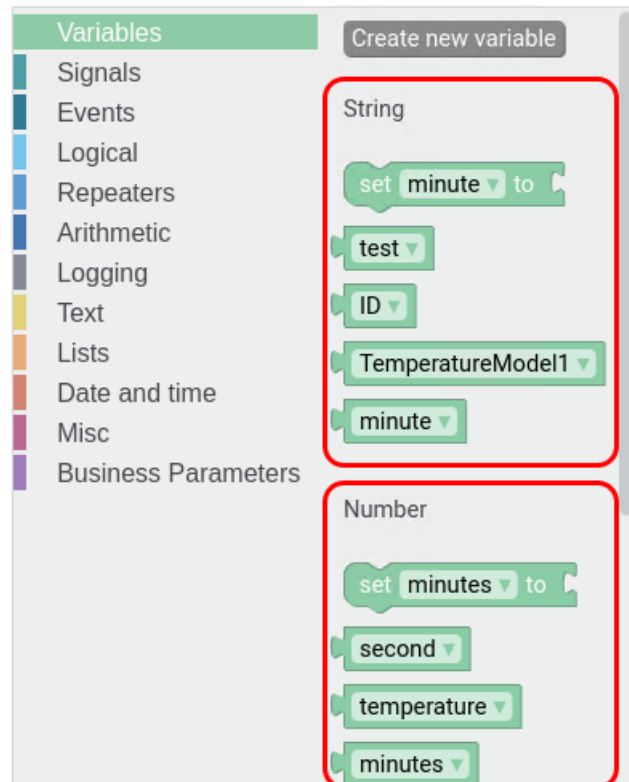 Variables
Signals
Events
Logical
Repeaters
Arithmetic
Logging
Text
Lists
Date and time
Misc
Business Parameters
Create new variable
String
set minute ▾ to
test ▾
ID ▾
TemperatureModel1 ▾
minute ▾
Number
set minutes ▾ to
second ▾
temperature ▾
minutes ▾